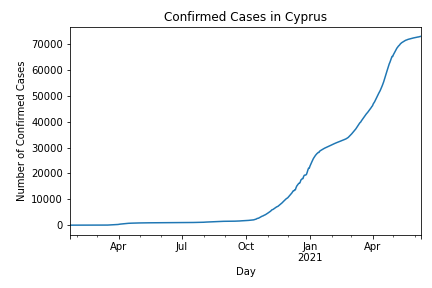 Confirmed Cases in Cyprus
Number of Confirmed Cases
70000
60000
50000
40000
30000
20000
10000
0
Apr
Jul
Oct
Jan
2021
Apr
Day